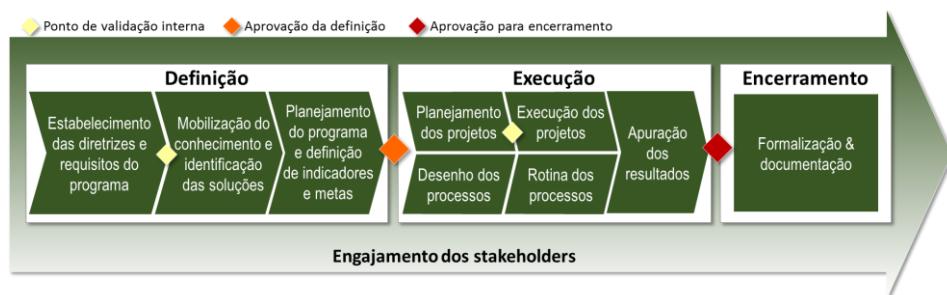 Ponto de validação interna
Aprovação da definição
Aprovação para encerramento
Definição
Estabelecimento
das diretrizes e
requisitos do
programa
Mobilização do
conhecimento e
identificação
das soluções
Planejamento
do programa
e definição
de indicadores
e metas
Execução
Planejamento
dos projetos
Execução dos
projetos
Desenho dos
processos
Rotina dos
processos
Apuração
dos
resultados
Encerramento
Formalização &
documentação
Engajamento dos stakeholders